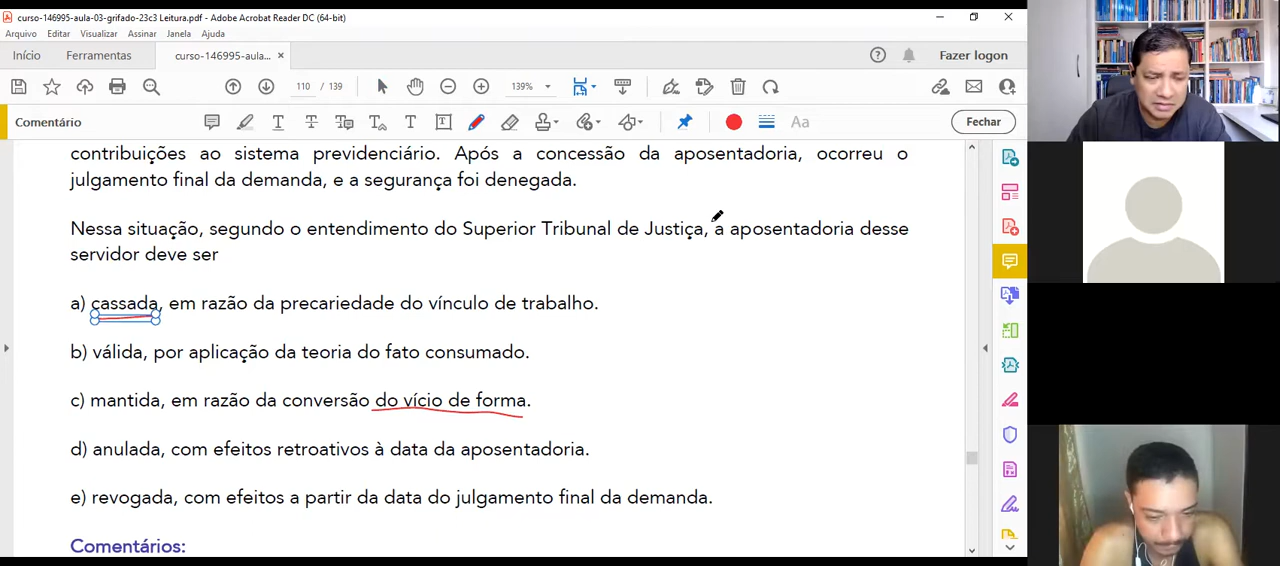 curso-146995-aula-03-grifado-23c3 Leitura.pdf - Adobe Acrobat Reader DC (64-bit)
Arquivo Editar Visualizar Assinar Janela Ajuda
Início Ferramentas curso-146995-aula... × Fazer logon
110 / 139 139%
Comentário Aa Fechar
contribuições ao sistema previdenciário. Após a concessão da aposentadoria, ocorreu o
julgamento final da demanda, e a segurança foi denegada.
Nessa situação, segundo o entendimento do Superior Tribunal de Justiça, a aposentadoria desse
servidor deve ser
a) cassada, em razão da precariedade do vínculo de trabalho.
b) válida, por aplicação da teoria do fato consumado.
c) mantida, em razão da conversão do vício de forma.
d) anulada, com efeitos retroativos à data da aposentadoria.
e) revogada, com efeitos a partir da data do julgamento final da demanda.
Comentários: